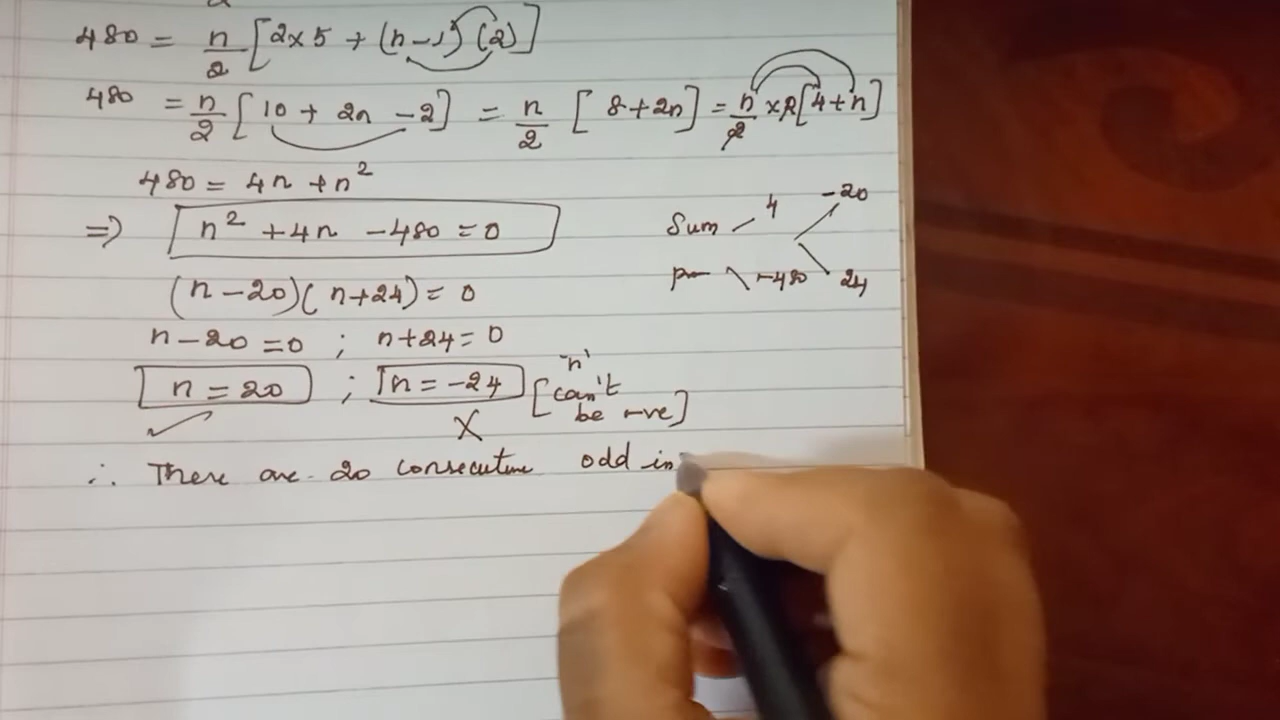 480 = n/2 [2×5 + (n-1) (2)]
480 = n/2 [10 + 2n - 2] = n/2 [8+2n] = n/2 ×2[4+n]
480 = 4n + n²
⇒ n² + 4n - 480 = 0
Sum 4 -20
pr -480 24
(n-20)(n+24) = 0
n-20 = 0 ; n+24 = 0
n = 20 ; n = -24 ['n' can't
be -ve]
✓ X
∴ There are 20 consecutive odd in